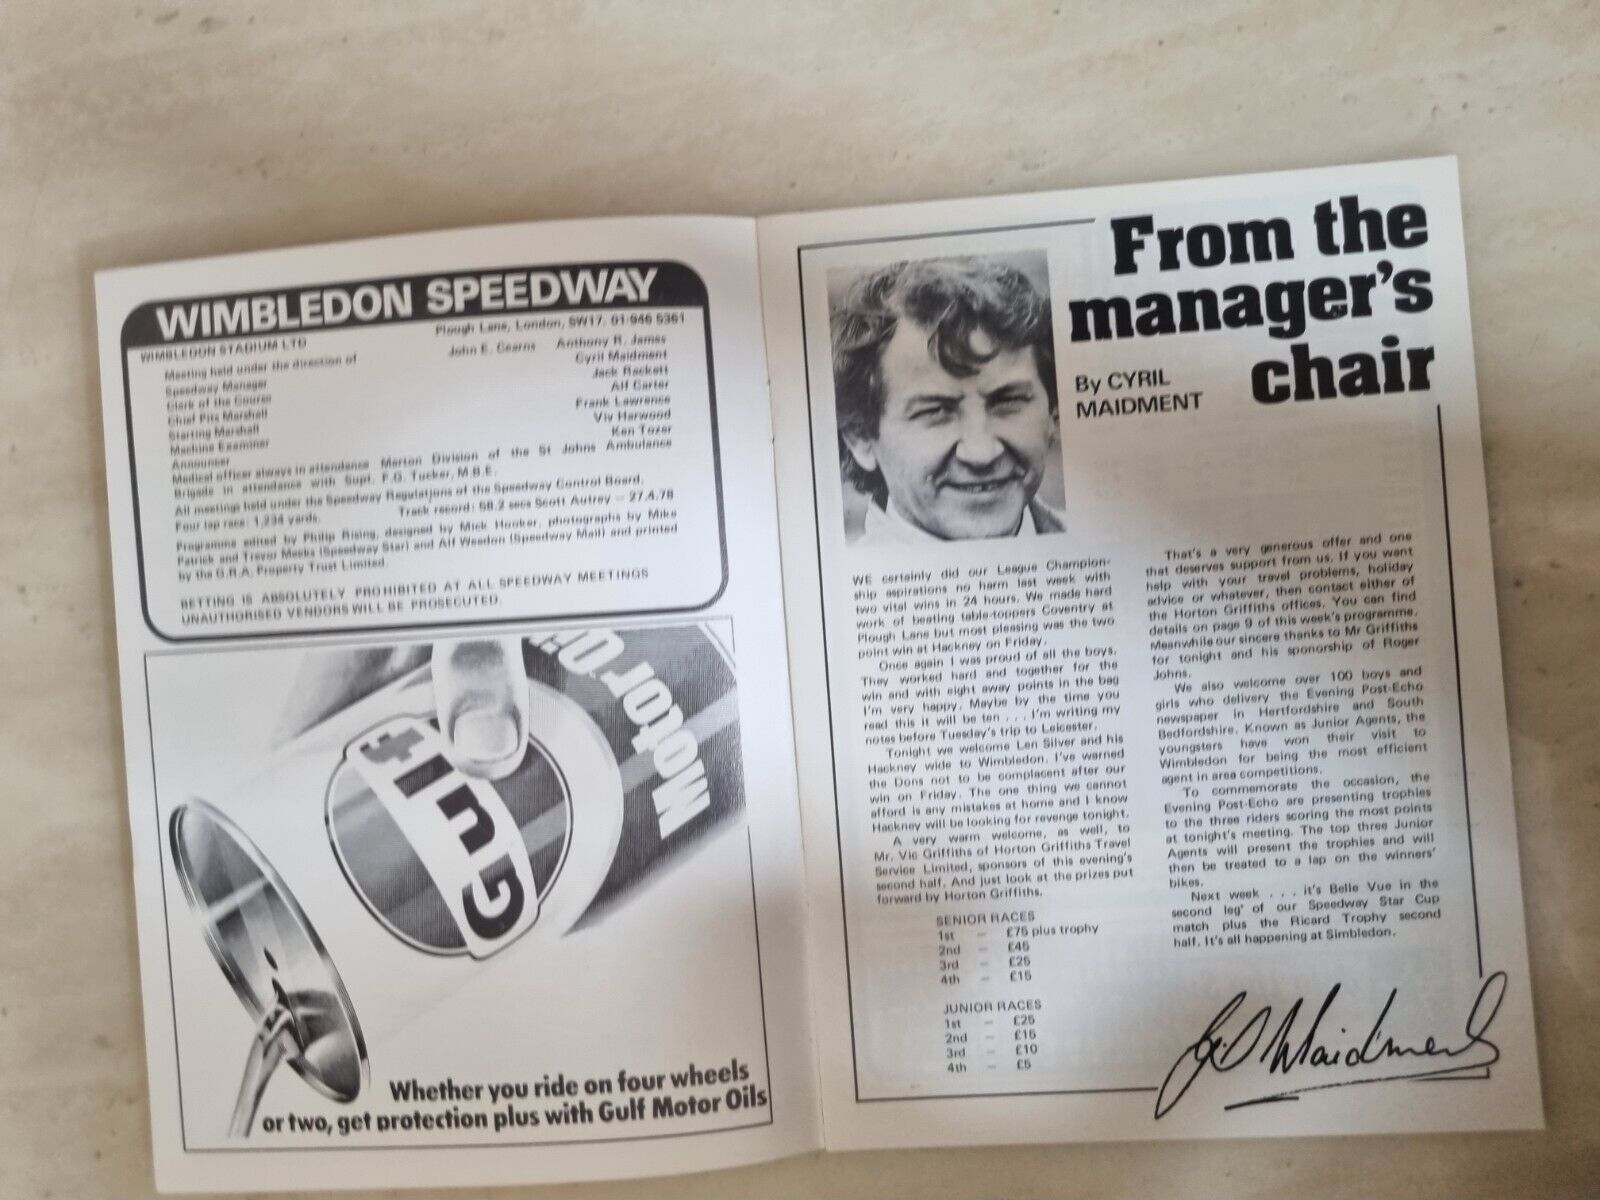 WIMBLEDON SPEEDWAY
Plough Lane, London, SW17. 01-946 5361
WIMBLEDON STADIUM LTD
Meeting held under the direction of John E. Cearns Anthony R. James
Speedway Manager Cyril Maidment
Clerk of the Course Jack Rackett
Chief Pits Marshall Alf Carter
Starting Marshall Frank Lawrence
Machine Examiner Viv Harwood
Announcer Ken Tozer
Medical officer always in attendance Merton Division of the St Johns Ambulance
Brigade in attendance with Supt. F.G. Tucker, M.B.E.
All meetings held under the Speedway Regulations of the Speedway Control Board.
Four lap race: 1,234 yards. Track record: 58.2 secs Scott Autrey — 27.4.78
Programme edited by Philip Rising, designed by Mick Hooker, photographs by Mike
Patrick and Trevor Meeks (Speedway Star) and Alf Weedon (Speedway Mail) and printed
by the G.R.A. Property Trust Limited.
BETTING IS ABSOLUTELY PROHIBITED AT ALL SPEEDWAY MEETINGS
UNAUTHORISED VENDORS WILL BE PROSECUTED.
Gulf
Motor O
Whether you ride on four wheels
or two, get protection plus with Gulf Motor Oils
From the
manager's
chair
By CYRIL
MAIDMENT
WE certainly did our League Champion-
ship aspirations no harm last week with
two vital wins in 24 hours. We made hard
work of beating table-toppers Coventry at
Plough Lane but most pleasing was the two
point win at Hackney on Friday.
Once again I was proud of all the boys.
They worked hard and together for the
win and with eight away points in the bag
I'm very happy. Maybe by the time you
read this it will be ten . . . I'm writing my
notes before Tuesday's trip to Leicester.
Tonight we welcome Len Silver and his
Hackney wide to Wimbledon. I've warned
the Dons not to be complacent after our
win on Friday. The one thing we cannot
afford is any mistakes at home and I know
Hackney will be looking for revenge tonight.
A very warm welcome, as well, to
Mr. Vic Griffiths of Horton Griffiths Travel
Service Limited, sponsors of this evening's
second half. And just look at the prizes put
forward by Horton Griffiths.
SENIOR RACES
1st — £75 plus trophy
2nd — £45
3rd — £25
4th — £15
JUNIOR RACES
1st — £25
2nd — £15
3rd — £10
4th — £5
That's a very generous offer and one
that deserves support from us. If you want
help with your travel problems, holiday
advice or whatever, then contact either of
the Horton Griffiths offices. You can find
details on page 9 of this week's programme.
Meanwhile our sincere thanks to Mr Griffiths
for tonight and his sponorship of Roger
Johns.
We also welcome over 100 boys and
girls who delivery the Evening Post-Echo
newspaper in Hertfordshire and South
Bedfordshire. Known as Junior Agents, the
youngsters have won their visit to
Wimbledon for being the most efficient
agent in area competitions.
To commemorate the occasion, the
Evening Post-Echo are presenting trophies
to the three riders scoring the most points
at tonight's meeting. The top three Junior
Agents will present the trophies and will
then be treated to a lap on the winners'
bikes.
Next week . . . it's Belle Vue in the
second leg' of our Speedway Star Cup
match plus the Ricard Trophy second
half. It's all happening at Simbledon.
Cyril Maidment